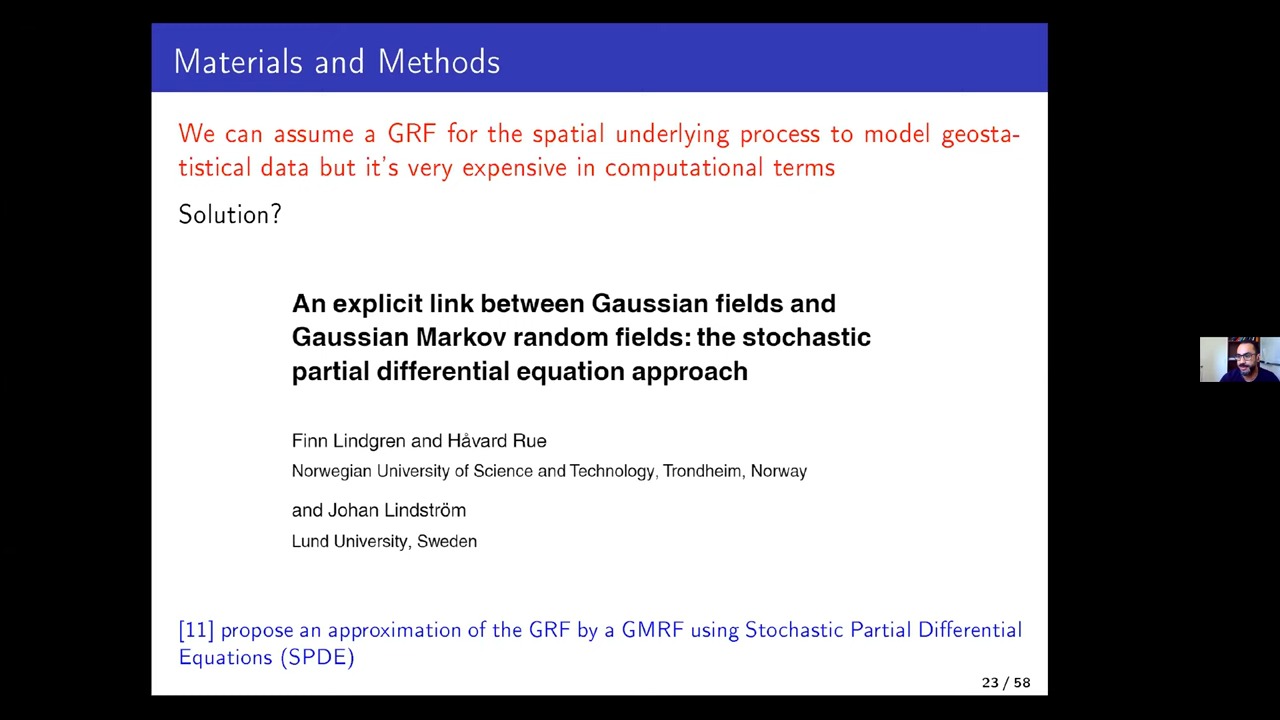 Materials and Methods
We can assume a GRF for the spatial underlying process to model geosta-
tistical data but it's very expensive in computational terms
Solution?
An explicit link between Gaussian fields and
Gaussian Markov random fields: the stochastic
partial differential equation approach
Finn Lindgren and Håvard Rue
Norwegian University of Science and Technology, Trondheim, Norway
and Johan Lindström
Lund University, Sweden
[11] propose an approximation of the GRF by a GMRF using Stochastic Partial Differential
Equations (SPDE)
23 / 58